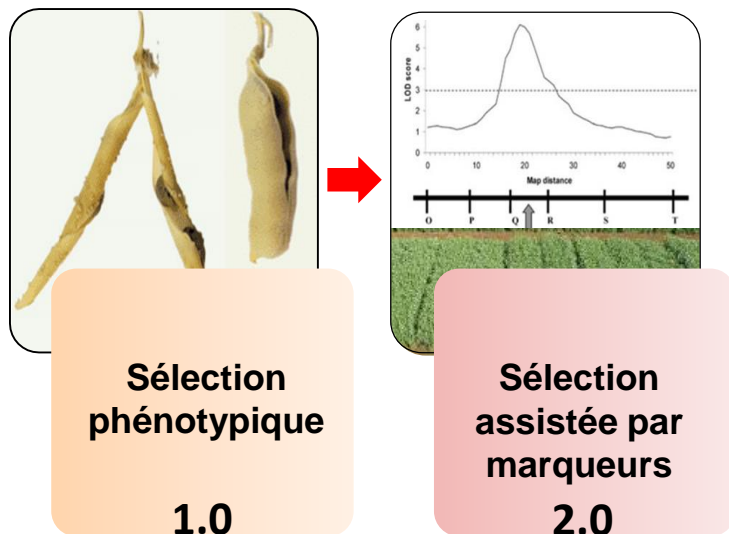 6
5
4
3
2
1
0
LOD score
0 10 20 30 40 50
Map distance
O P Q R S T
Sélection
phénotypique
1.0
Sélection
assistée par
marqueurs
2.0